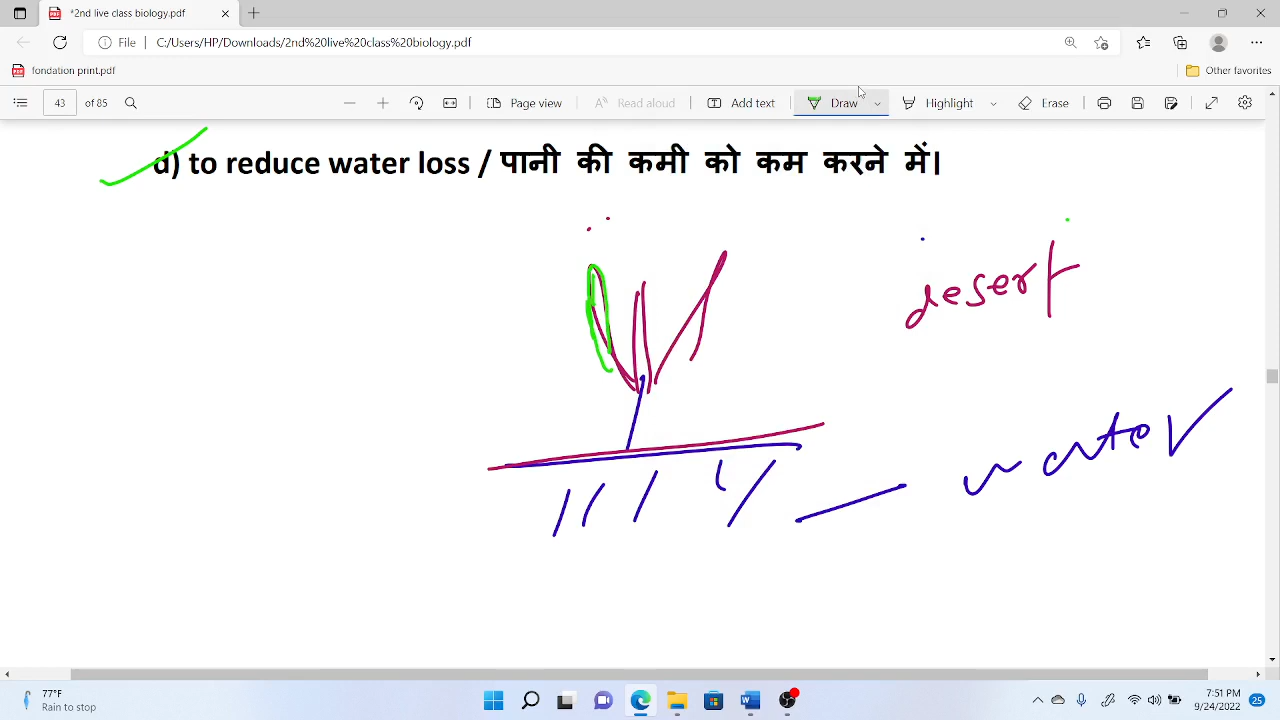 *2nd live class biology.pdf
File C:/Users/HP/Downloads/2nd%20live%20class%20biology.pdf
fondation print.pdf Other favorites
43 of 85 Page view Read aloud Add text Draw Highlight Erase
d) to reduce water loss / पानी की कमी को कम करने में।
desert
water
77°F 7:51 PM
Rain to stop 9/24/2022 25